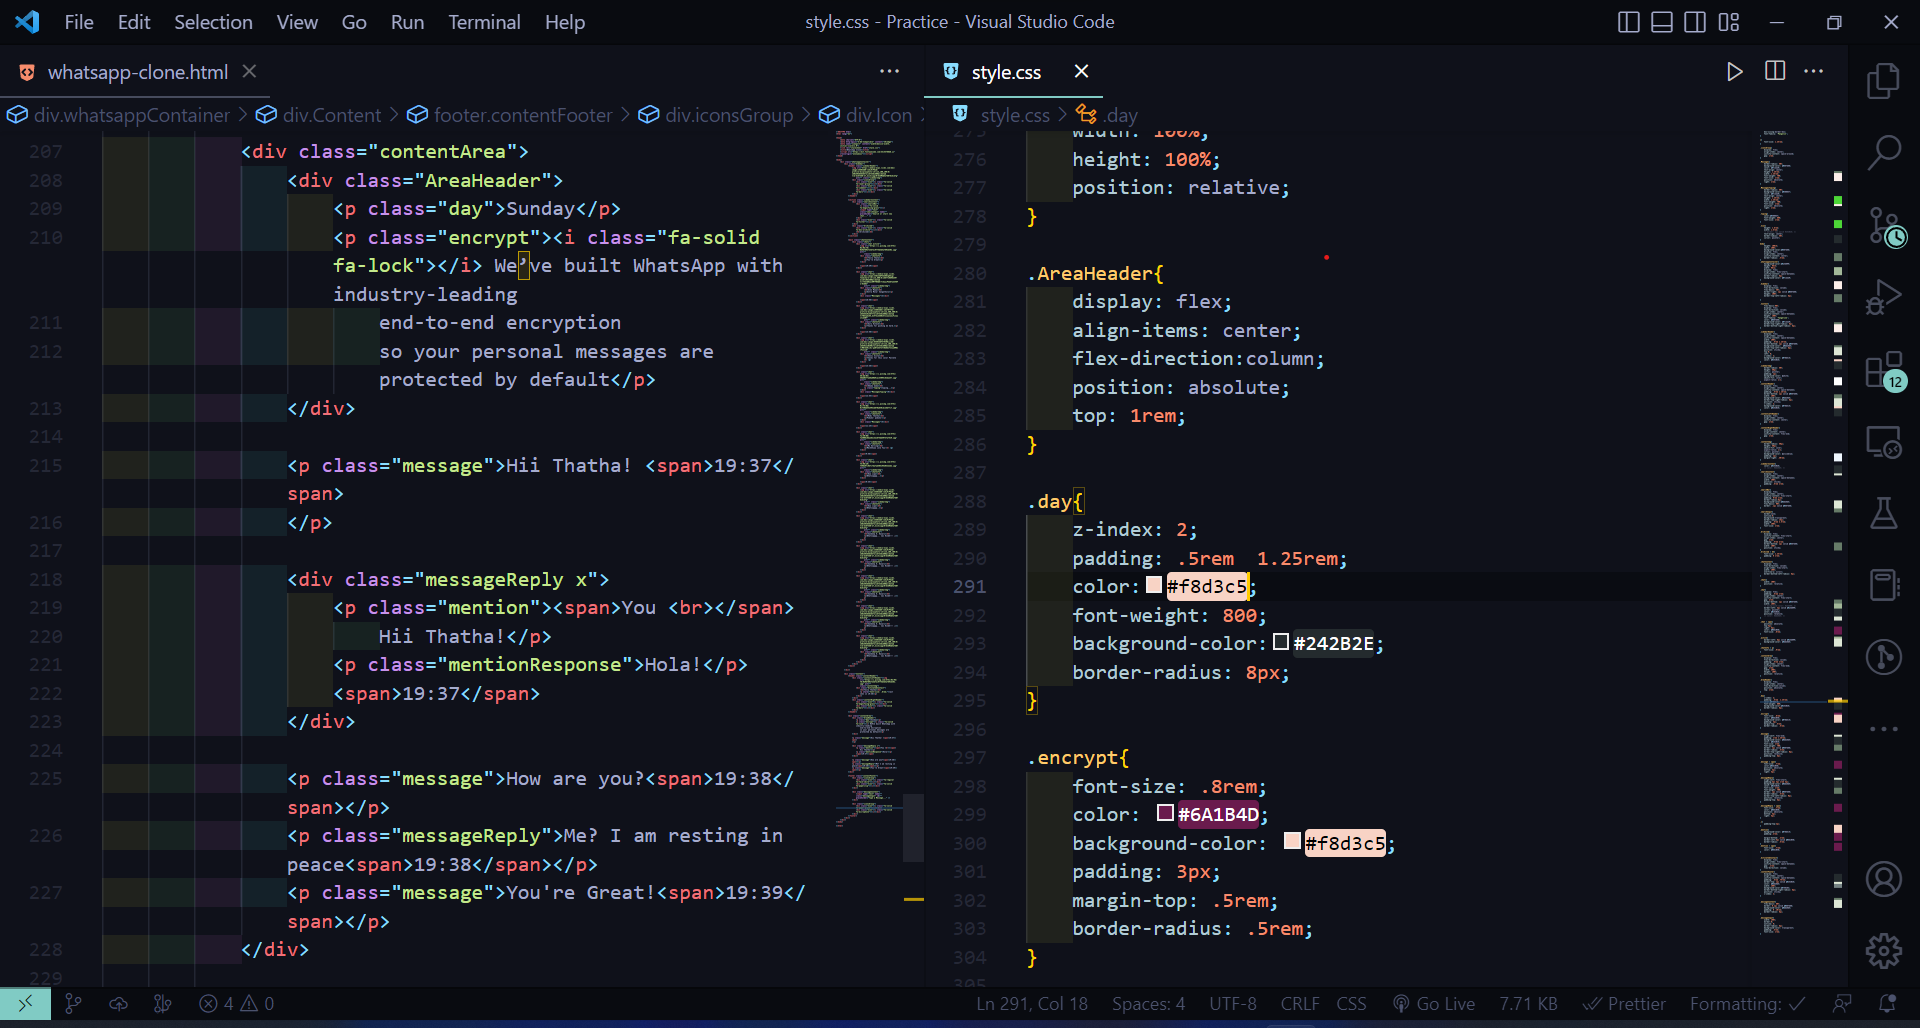 File Edit Selection View Go Run Terminal Help
style.css - Practice - Visual Studio Code
whatsapp-clone.html
div.whatsappContainer > div.Content > footer.contentFooter > div.iconsGroup > div.Icon
207 <div class="contentArea">
208 <div class="AreaHeader">
209 <p class="day">Sunday</p>
210 <p class="encrypt"><i class="fa-solid
fa-lock"></i> We’ve built WhatsApp with
industry-leading
211 end-to-end encryption
212 so your personal messages are
protected by default</p>
213 </div>
214
215 <p class="message">Hii Thatha! <span>19:37</
span>
216 </p>
217
218 <div class="messageReply x">
219 <p class="mention"><span>You <br></span>
220 Hii Thatha!</p>
221 <p class="mentionResponse">Hola!</p>
222 <span>19:37</span>
223 </div>
224
225 <p class="message">How are you?<span>19:38</
span></p>
226 <p class="messageReply">Me? I am resting in
peace<span>19:38</span></p>
227 <p class="message">You're Great!<span>19:39</
span></p>
228 </div>
229
style.css
style.css > .day
275 width: 100%;
276 height: 100%;
277 position: relative;
278 }
279
280 .AreaHeader{
281 display: flex;
282 align-items: center;
283 flex-direction:column;
284 position: absolute;
285 top: 1rem;
286 }
287
288 .day{
289 z-index: 2;
290 padding: .5rem  1.25rem;
291 color: #f8d3c5;
292 font-weight: 800;
293 background-color: #242B2E;
294 border-radius: 8px;
295 }
296
297 .encrypt{
298 font-size: .8rem;
299 color: #6A1B4D;
300 background-color: #f8d3c5;
301 padding: 3px;
302 margin-top: .5rem;
303 border-radius: .5rem;
304 }
305
12
4 0
Ln 291, Col 18 Spaces: 4 UTF-8 CRLF CSS Go Live 7.71 KB Prettier Formatting: